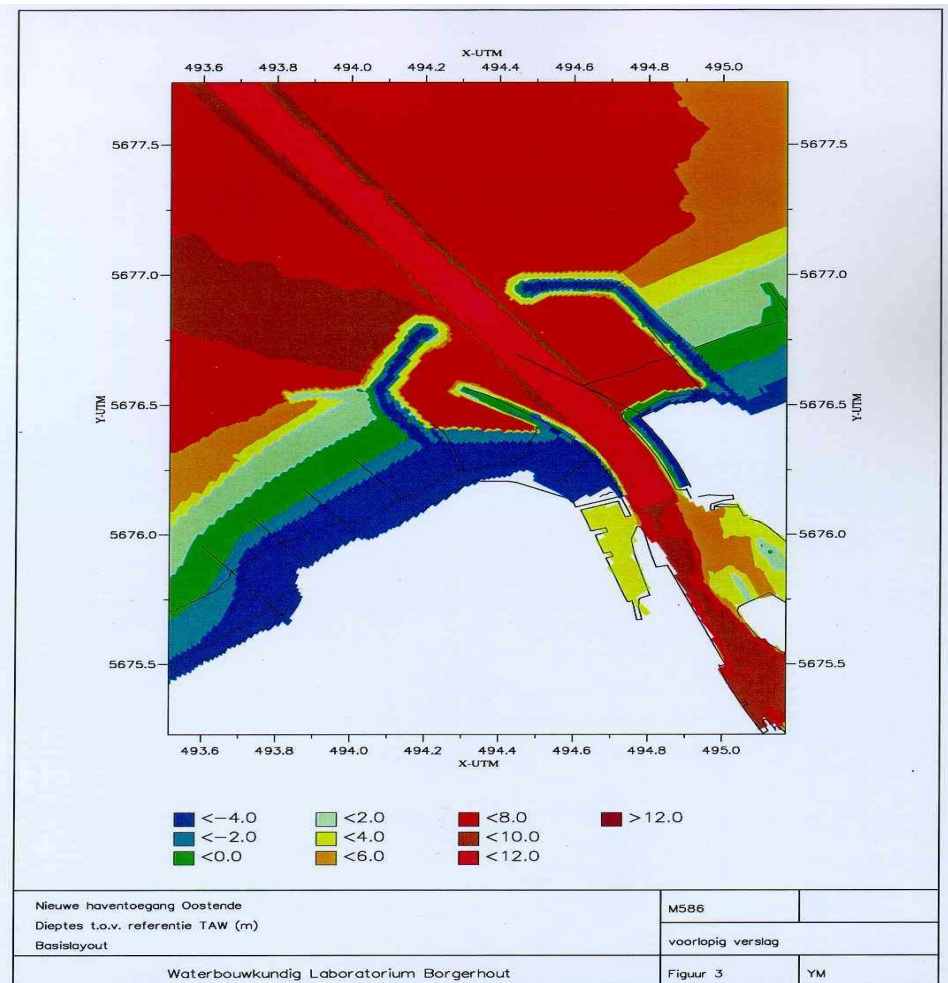 X-UTM
493.6 493.8 494.0 494.2 494.4 494.6 494.8 495.0
5677.5 5677.5
5677.0 5677.0
5676.5 5676.5
Y-UTM Y-UTM
5676.0 5676.0
5675.5 5675.5
493.6 493.8 494.0 494.2 494.4 494.6 494.8 495.0
X-UTM
<-4.0 <2.0 <8.0 >12.0
<-2.0 <4.0 <10.0
<0.0 <6.0 <12.0
Nieuwe haventoegang Oostende M586
Dieptes t.o.v. referentie TAW (m)
Basislayout voorlopig verslag
Waterbouwkundig Laboratorium Borgerhout Figuur 3 YM